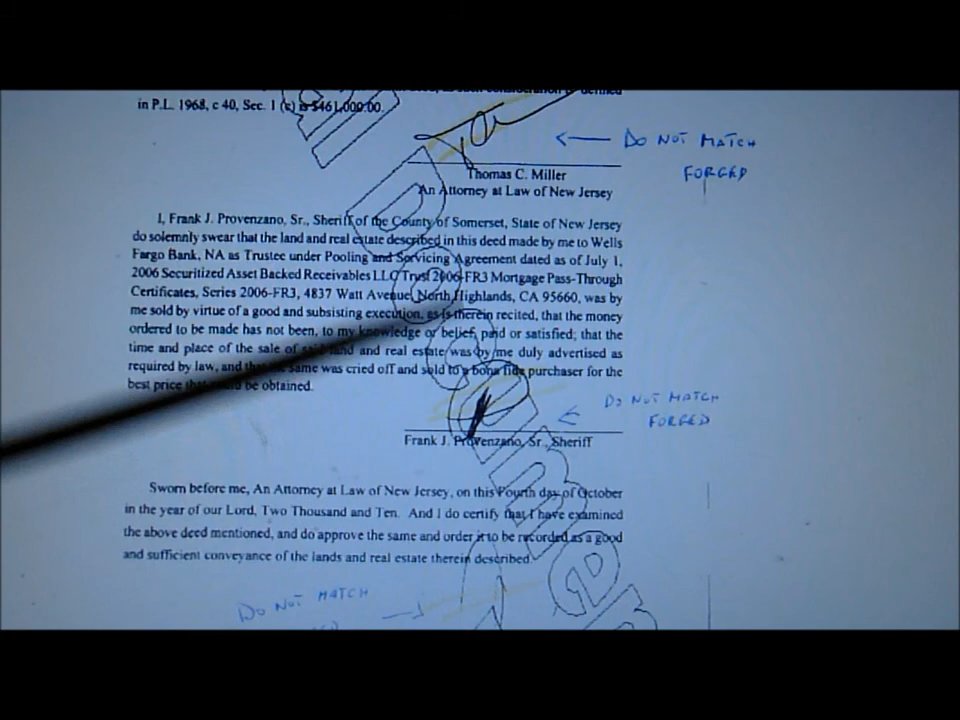 in P.L. 1968, c 40, Sec. 1 (c) is $461,000.00.
← DO NOT MATCH
FORGED
Thomas C. Miller
An Attorney at Law of New Jersey
I, Frank J. Provenzano, Sr., Sheriff of the County of Somerset, State of New Jersey
do solemnly swear that the land and real estate described in this deed made by me to Wells
Fargo Bank, NA as Trustee under Pooling and Servicing Agreement dated as of July 1,
2006 Securitized Asset Backed Receivables LLC Trust 2006-FR3 Mortgage Pass-Through
Certificates, Series 2006-FR3, 4837 Watt Avenue, North Highlands, CA 95660, was by
me sold by virtue of a good and subsisting execution, as is therein recited, that the money
ordered to be made has not been, to my knowledge or belief, paid or satisfied; that the
time and place of the sale of said land and real estate was by me duly advertised as
required by law, and that the same was cried off and sold to a bona fide purchaser for the
best price that could be obtained.
← DO NOT MATCH
FORGED
Frank J. Provenzano, Sr., Sheriff
Sworn before me, An Attorney at Law of New Jersey, on this Fourth day of October
in the year of our Lord, Two Thousand and Ten. And I do certify that I have examined
the above deed mentioned, and do approve the same and order it to be recorded as a good
and sufficient conveyance of the lands and real estate therein described.
DO NOT MATCH →